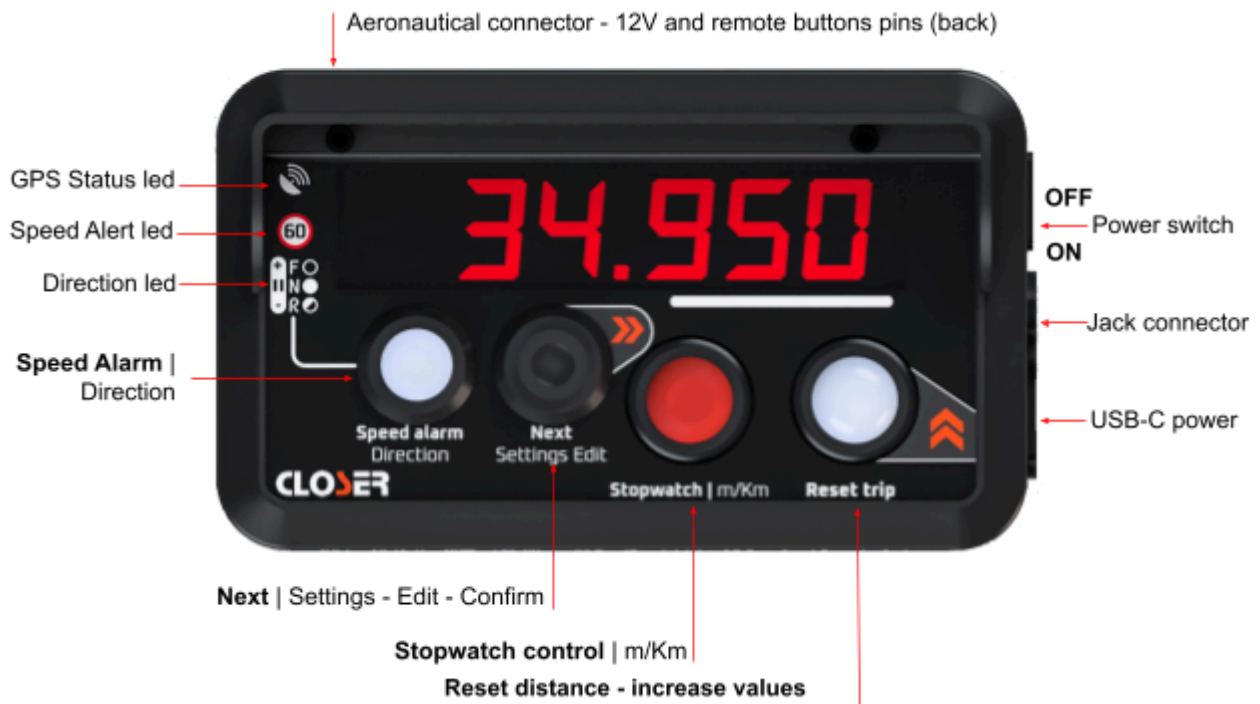 Aeronautical connector - 12V and remote buttons pins (back)
GPS Status led
34.950
OFF
Power switch
ON
Speed Alert led
60
Direction led
+ F
II N
- R
Jack connector
Speed Alarm |
Direction
USB-C power
Speed alarm
Direction
Next
Settings Edit
CLOSER
Stopwatch | m/Km
Reset trip
Next | Settings - Edit - Confirm
Stopwatch control | m/Km
Reset distance - increase values